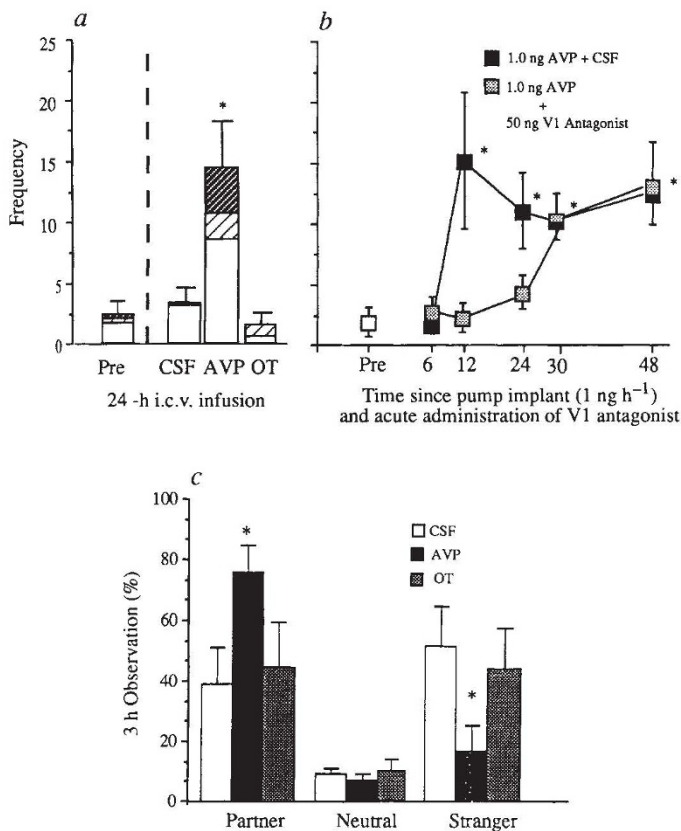 a
25
20
15
10
5
0
Frequency
*
Pre
CSF AVP OT
24 -h i.c.v. infusion
b
1.0 ng AVP + CSF
1.0 ng AVP
+
50 ng V1 Antagonist
*
*
*
*
Pre
6
12
24
30
48
Time since pump implant (1 ng h⁻¹)
and acute administration of V1 antagonist
c
100
80
60
40
20
0
3 h Observation (%)
CSF
AVP
OT
*
*
Partner
Neutral
Stranger